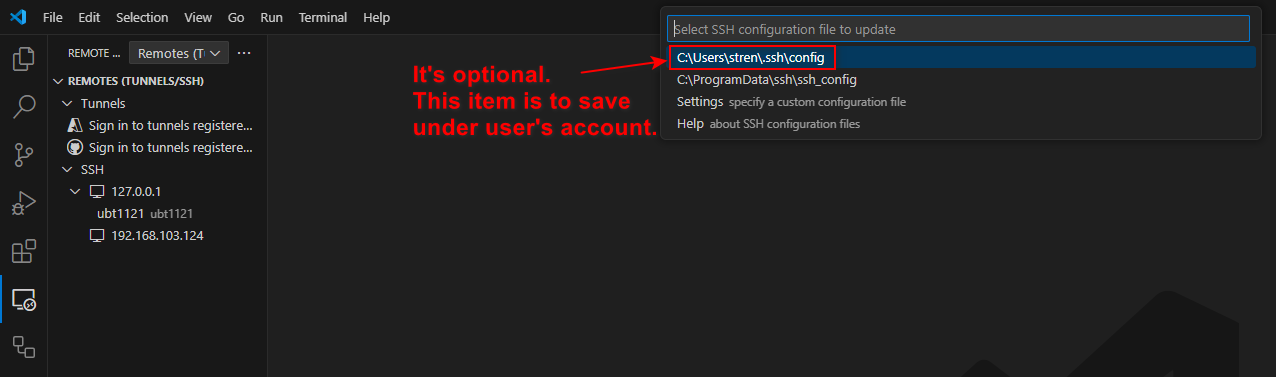 File Edit Selection View Go Run Terminal Help
REMOTE ... Remotes (Tu ...
REMOTES (TUNNELS/SSH)
Tunnels
Sign in to tunnels registere...
Sign in to tunnels registere...
SSH
127.0.0.1
ubt1121 ubt1121
192.168.103.124
Select SSH configuration file to update
C:\Users\stren\.ssh\config
C:\ProgramData\ssh\ssh_config
Settings specify a custom configuration file
Help about SSH configuration files
It's optional.
This item is to save
under user's account.